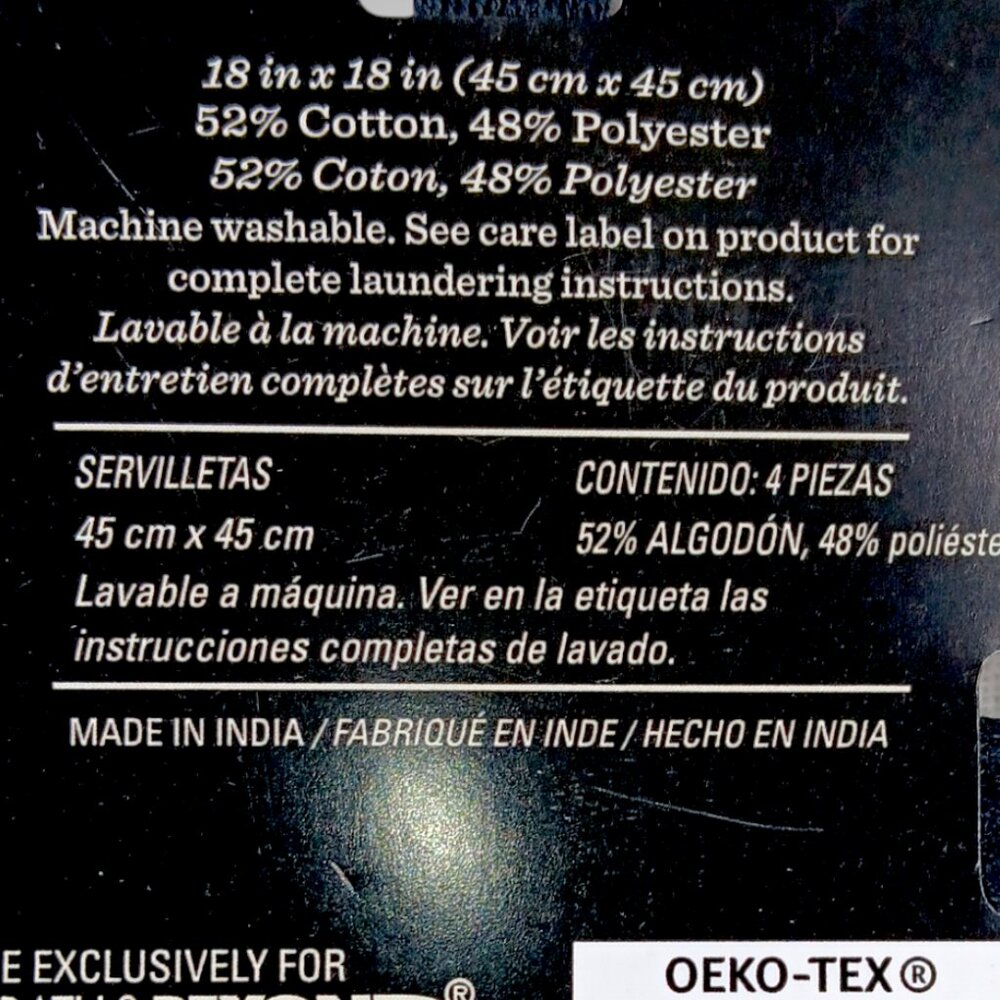 18 in x 18 in (45 cm x 45 cm)
52% Cotton, 48% Polyester
52% Coton, 48% Polyester
Machine washable. See care label on product for
complete laundering instructions.
Lavable à la machine. Voir les instructions
d'entretien complètes sur l'étiquette du produit.
SERVILLETAS CONTENIDO: 4 PIEZAS
45 cm x 45 cm 52% ALGODÓN, 48% poliéste
Lavable a máquina. Ver en la etiqueta las
instrucciones completas de lavado.
MADE IN INDIA / FABRIQUÉ EN INDE / HECHO EN INDIA
E EXCLUSIVELY FOR
OEKO-TEX®